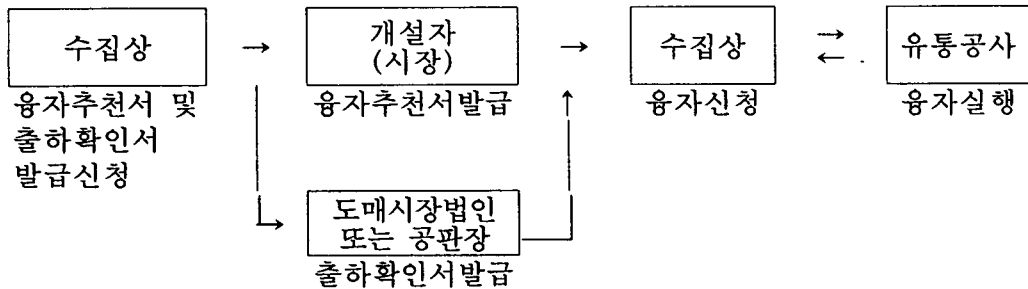 수집상
→
개설자
(시장)
→
수집상
→
←
유통공사
융자추천서 및
출하확인서
발급신청
융자추천서발급
융자신청
융자실행
도매시장법인
또는 공판장
출하확인서발급